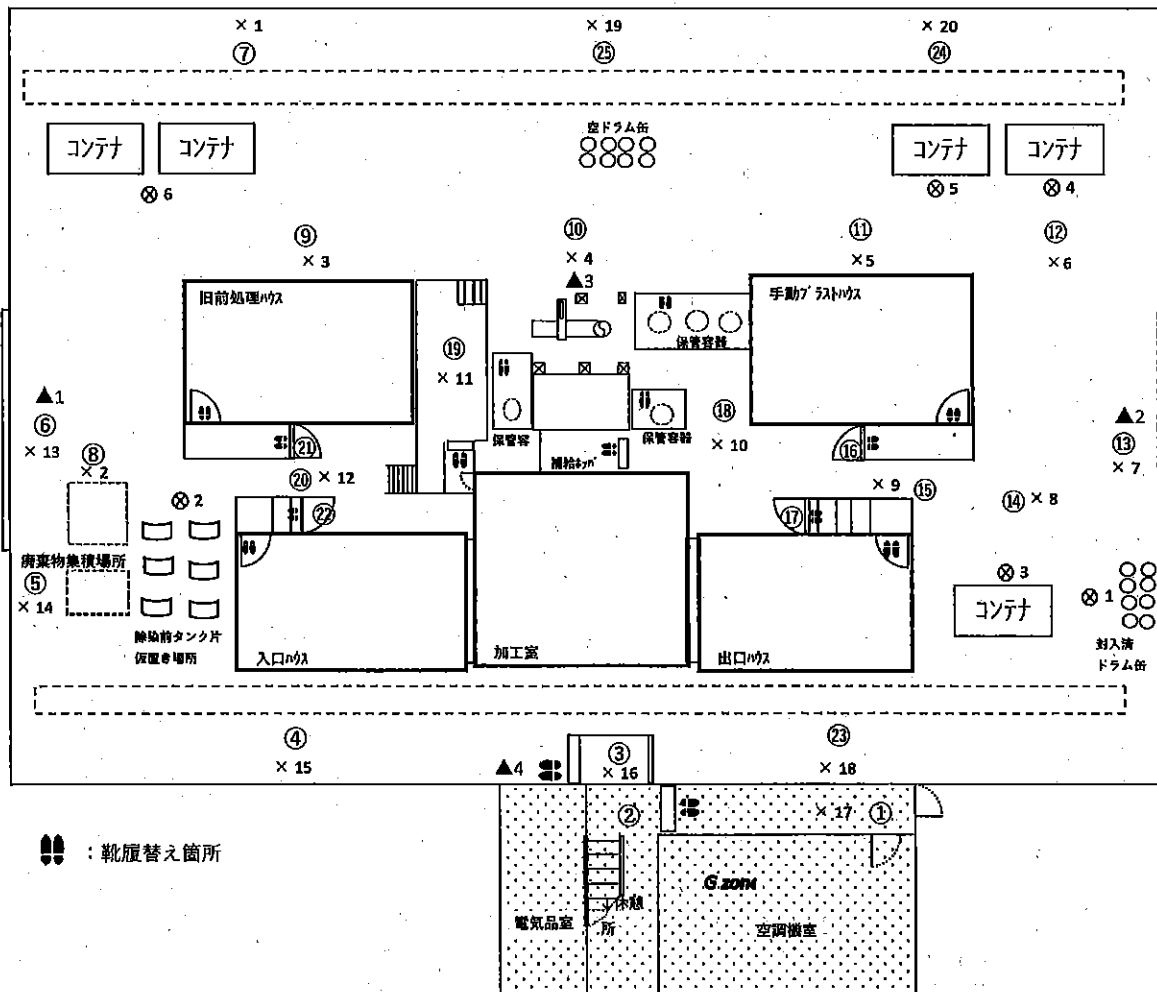 × 1
× 19
× 20
⑦
㉕
㉔
コンテナ
コンテナ
空ドラム缶
コンテナ
コンテナ
⊗ 6
⊗ 5
⊗ 4
⑨
⑩
⑪
⑫
× 3
× 4
× 5
× 6
▲3
旧前処理ハウス
手動ブラストハウス
保管容器
⑲
× 11
▲1
⑥
× 13
⑧
× 2
⑱
× 10
▲2
⑬
× 7
保管容
保管容器
補給ホッパ
㉑
⑯
⑳
× 12
× 9
⑮
⑭
× 8
⊗ 2
㉒
⑰
廃棄物集積場所
⑤
× 14
⊗ 3
コンテナ
⊗ 1
除染前タンク片
仮置き場所
入口ハウス
加工室
出口ハウス
封入済
ドラム缶
④
× 15
▲4
③
× 16
㉓
× 18
②
× 17
①
：靴履替え箇所
G zone
電気品室
休憩
所
空調機室